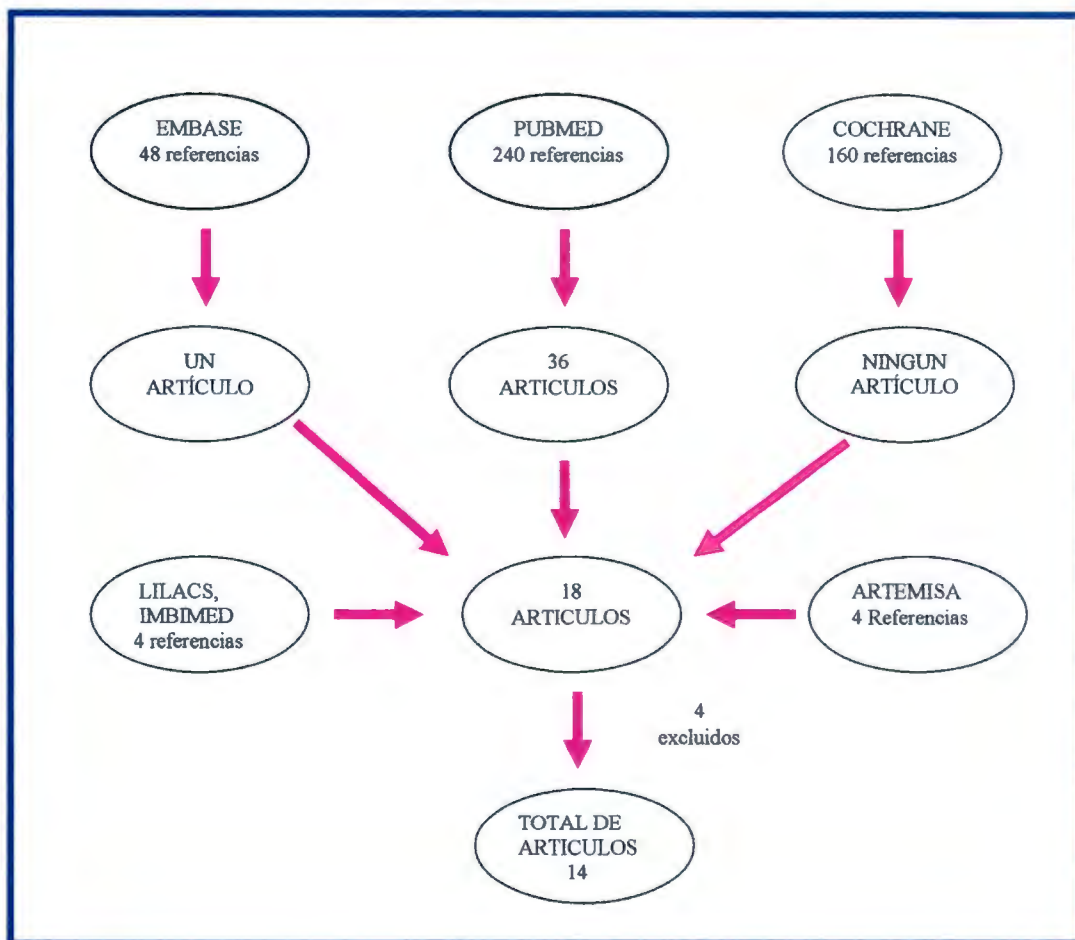 EMBASE
48 referencias
PUBMED
240 referencias
COCHRANE
160 referencias
UN
ARTÍCULO
36
ARTICULOS
NINGUN
ARTÍCULO
LILACS,
IMBIMED
4 referencias
18
ARTICULOS
ARTEMISA
4 Referencias
4
excluidos
TOTAL DE
ARTICULOS
14